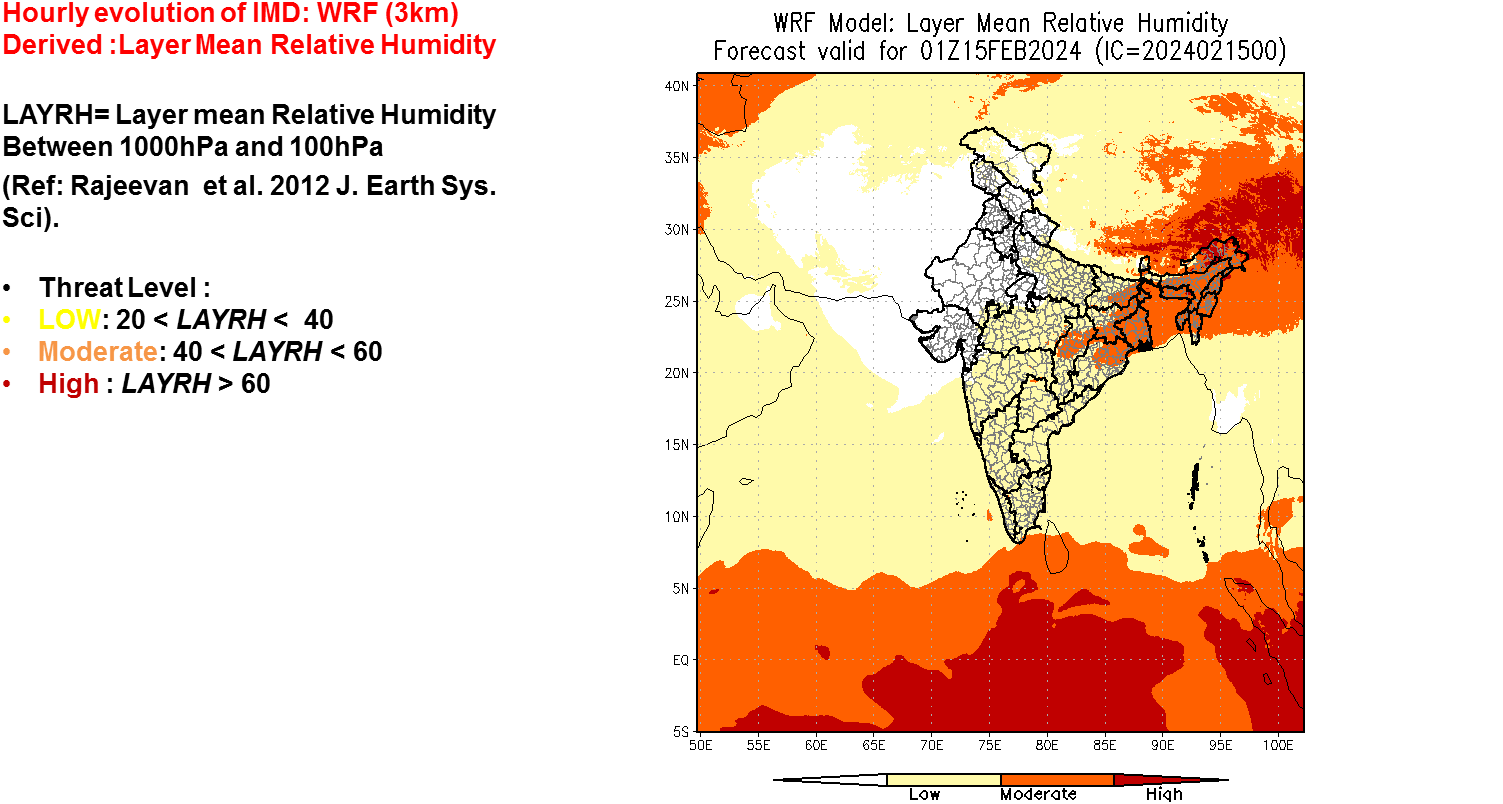 Hourly evolution of IMD: WRF (3km)
Derived :Layer Mean Relative Humidity
LAYRH= Layer mean Relative Humidity
Between 1000hPa and 100hPa
(Ref: Rajeevan et al. 2012 J. Earth Sys.
Sci).
• Threat Level :
• LOW: 20 < LAYRH < 40
• Moderate: 40 < LAYRH < 60
• High : LAYRH > 60
WRF Model: Layer Mean Relative Humidity
Forecast valid for 01Z15FEB2024 (IC=2024021500)
40N
35N
30N
25N
20N
15N
10N
5N
EQ
5S
50E 55E 60E 65E 70E 75E 80E 85E 90E 95E 100E
Low Moderate High